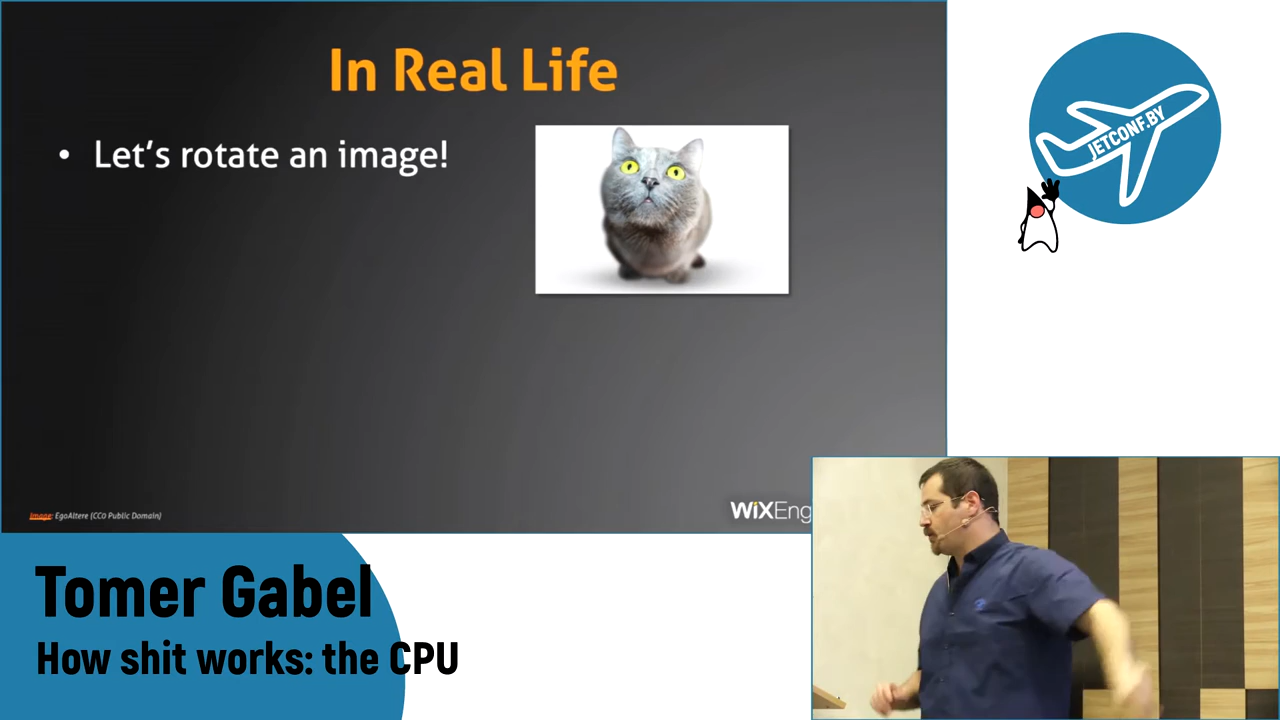 In Real Life
• Let's rotate an image!
JETCONF.BY
Image: EgoAltere (CC0 Public Domain)
WiXEng
Tomer Gabel
How shit works: the CPU